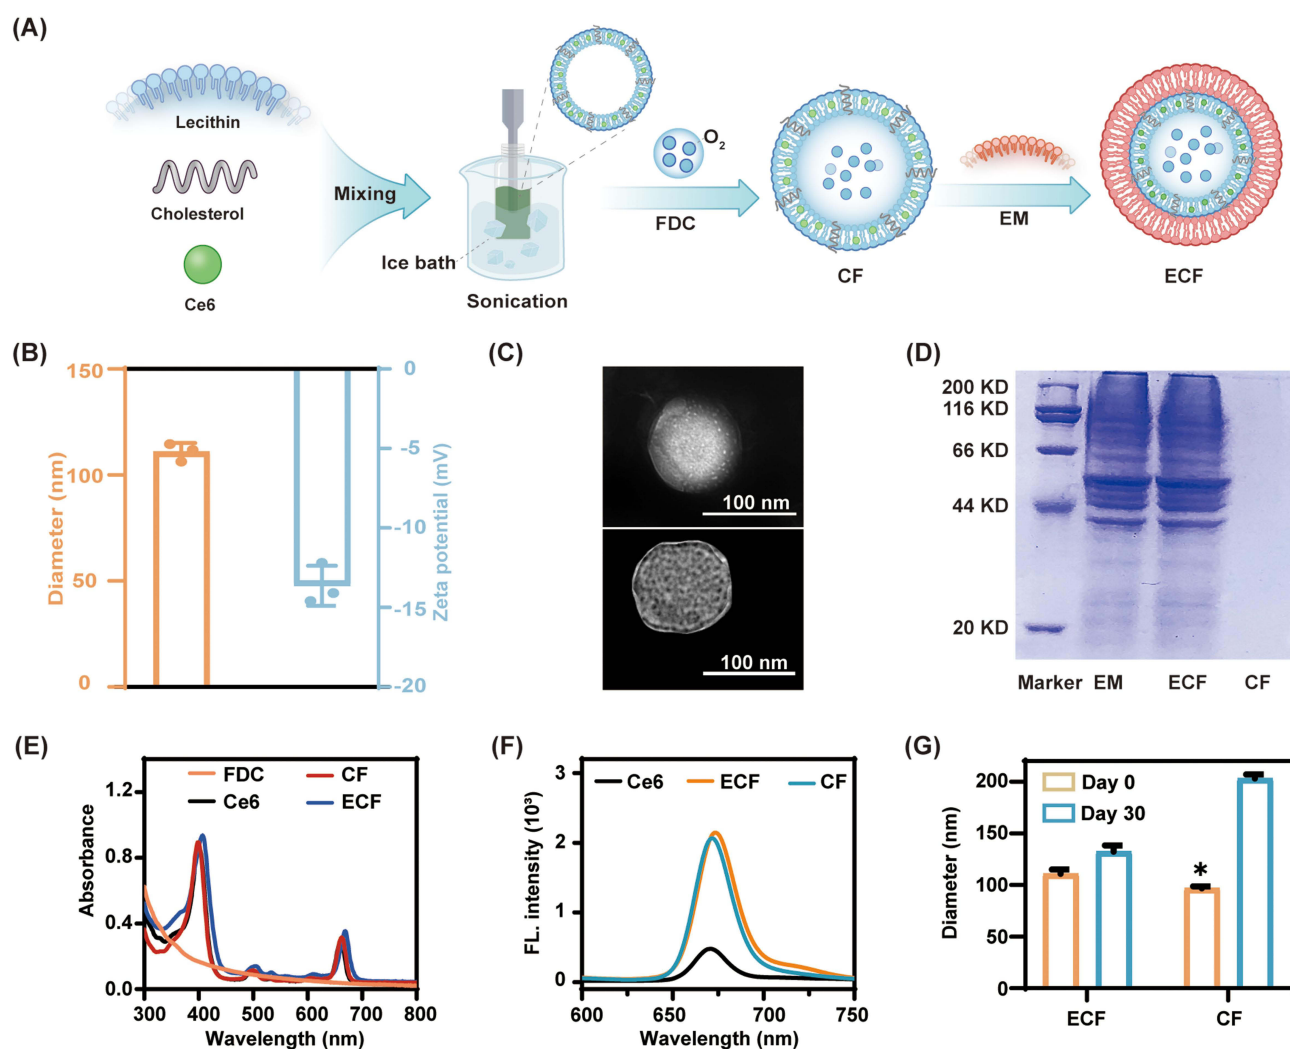 (A)
Lecithin
Cholesterol
Ce6
Mixing
Ice bath
Sonication
O₂
FDC
CF
EM
ECF
(B)
Diameter (nm)
150
100
50
0
Zeta potential (mV)
0
-5
-10
-15
-20
(C)
100 nm
100 nm
(D)
200 KD
116 KD
66 KD
44 KD
20 KD
Marker EM ECF CF
(E)
FDC CF
Ce6 ECF
Absorbance
1.2
0.8
0.4
0.0
300 400 500 600 700 800
Wavelength (nm)
(F)
Ce6 ECF CF
FL. intensity (10³)
3
2
1
0
600 650 700 750
Wavelength (nm)
(G)
Day 0
Day 30
Diameter (nm)
200
150
100
50
0
*
ECF CF